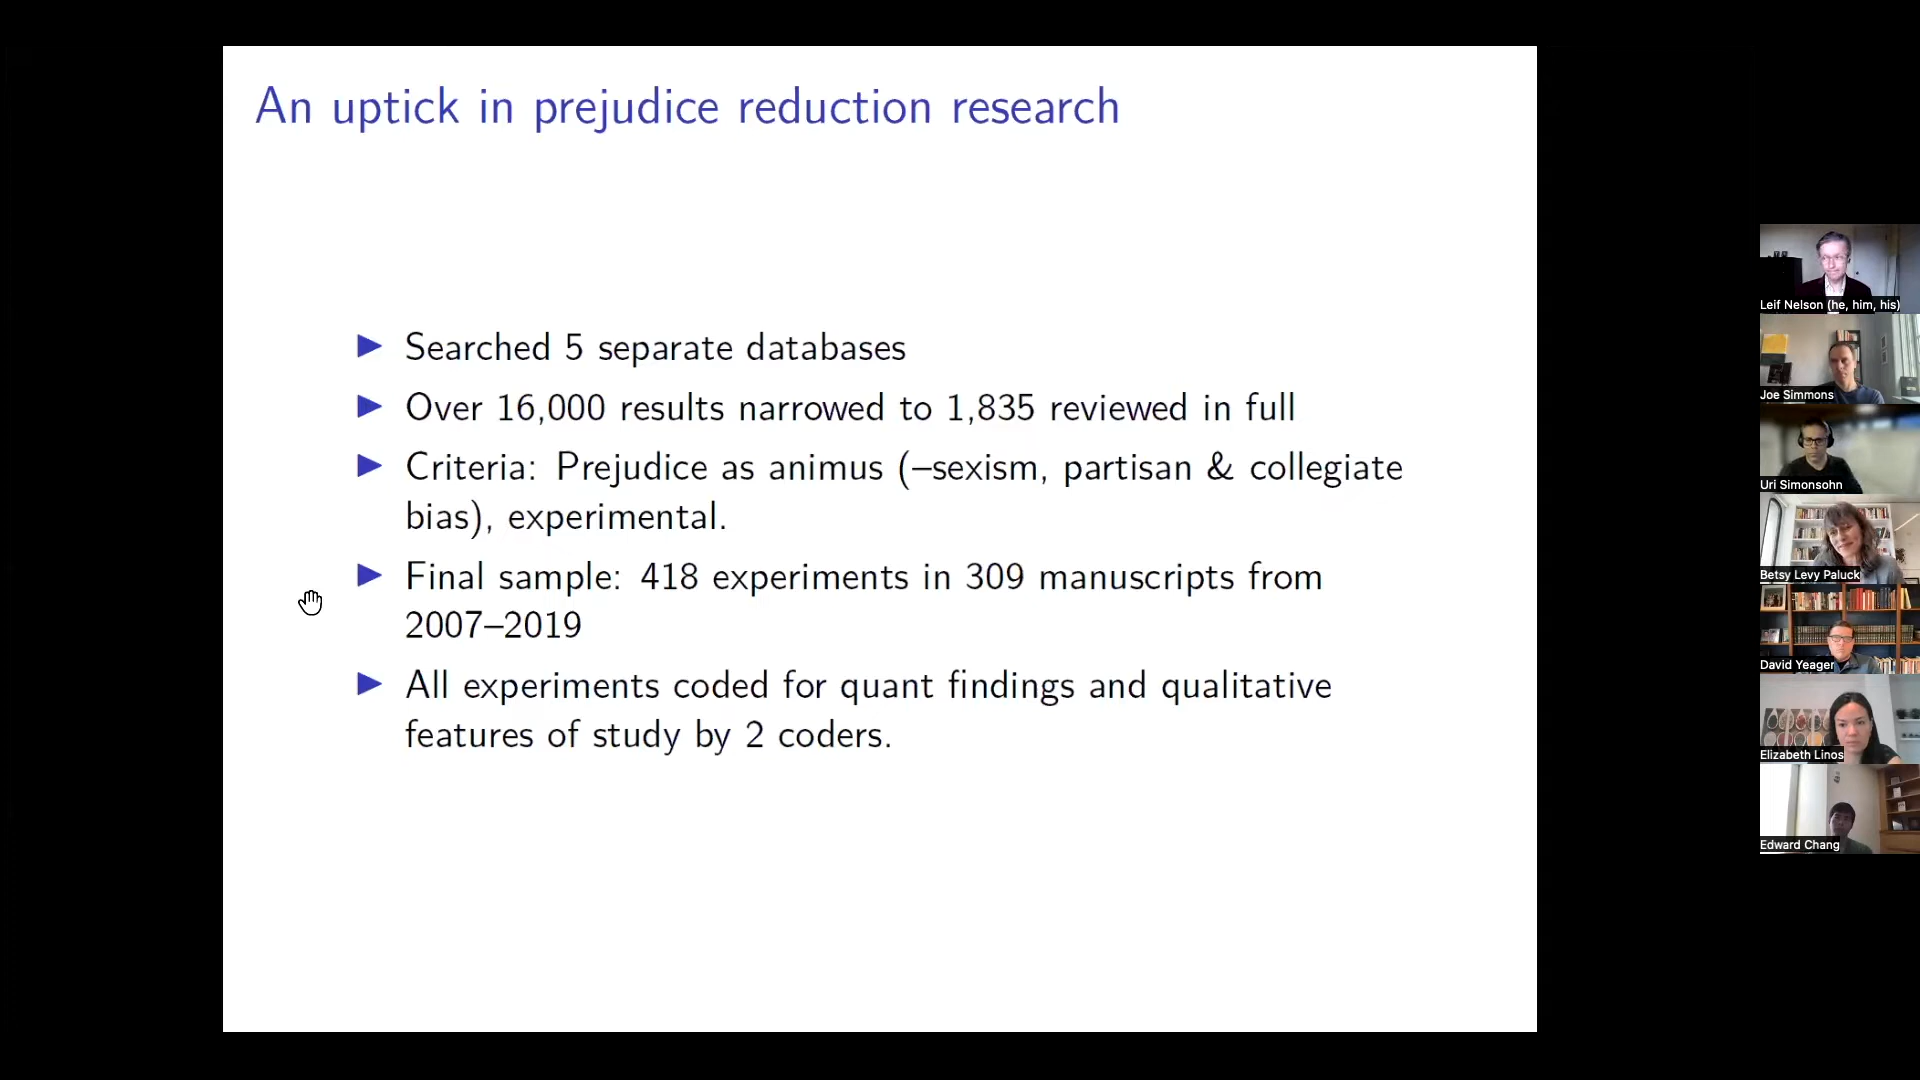 An uptick in prejudice reduction research
Searched 5 separate databases
Over 16,000 results narrowed to 1,835 reviewed in full
Criteria: Prejudice as animus (–sexism, partisan & collegiate
bias), experimental.
Final sample: 418 experiments in 309 manuscripts from
2007–2019
All experiments coded for quant findings and qualitative
features of study by 2 coders.
Leif Nelson (he, him, his)
Joe Simmons
Uri Simonsohn
Betsy Levy Paluck
David Yeager
Elizabeth Linos
Edward Chang